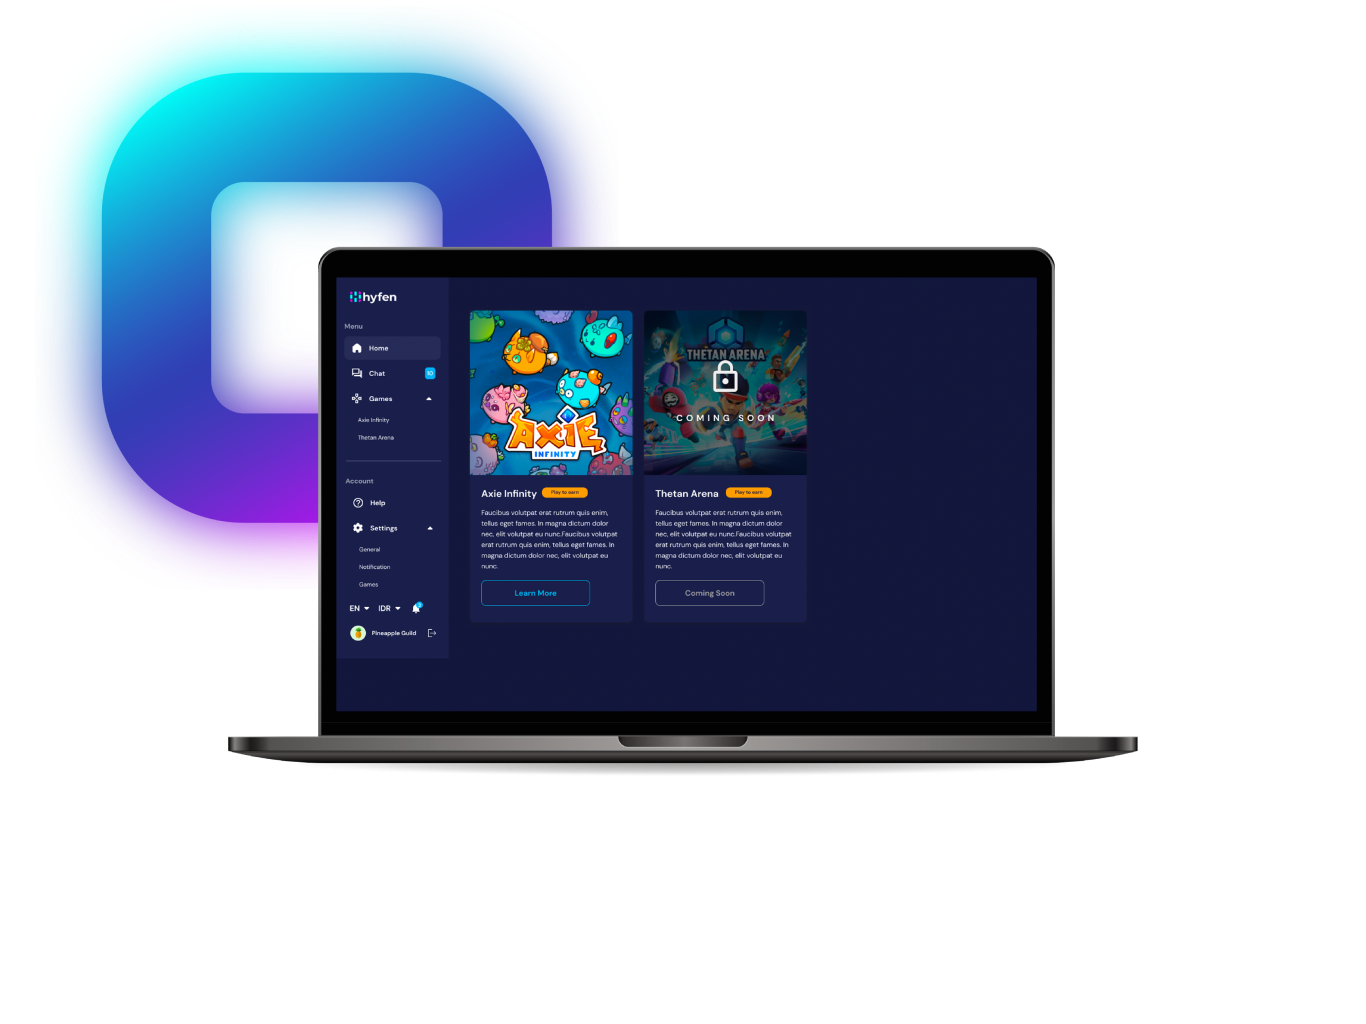 hyfen
Menu
Home
Chat
10
Games
Axie Infinity
Thetan Arena
Account
Help
Settings
General
Notification
Games
EN
IDR
Pineapple Guild
AXIE
INFINITY
Axie Infinity
Play to earn
Faucibus volutpat erat rutrum quis enim,
tellus eget fames. In magna dictum dolor
nec, elit volutpat eu nunc.Faucibus volutpat
erat rutrum quis enim, tellus eget fames. In
magna dictum dolor nec, elit volutpat eu
nunc.
Learn More
THETAN ARENA
COMING SOON
Thetan Arena
Play to earn
Faucibus volutpat erat rutrum quis enim,
tellus eget fames. In magna dictum dolor
nec, elit volutpat eu nunc.Faucibus volutpat
erat rutrum quis enim, tellus eget fames. In
magna dictum dolor nec, elit volutpat eu
nunc.
Coming Soon